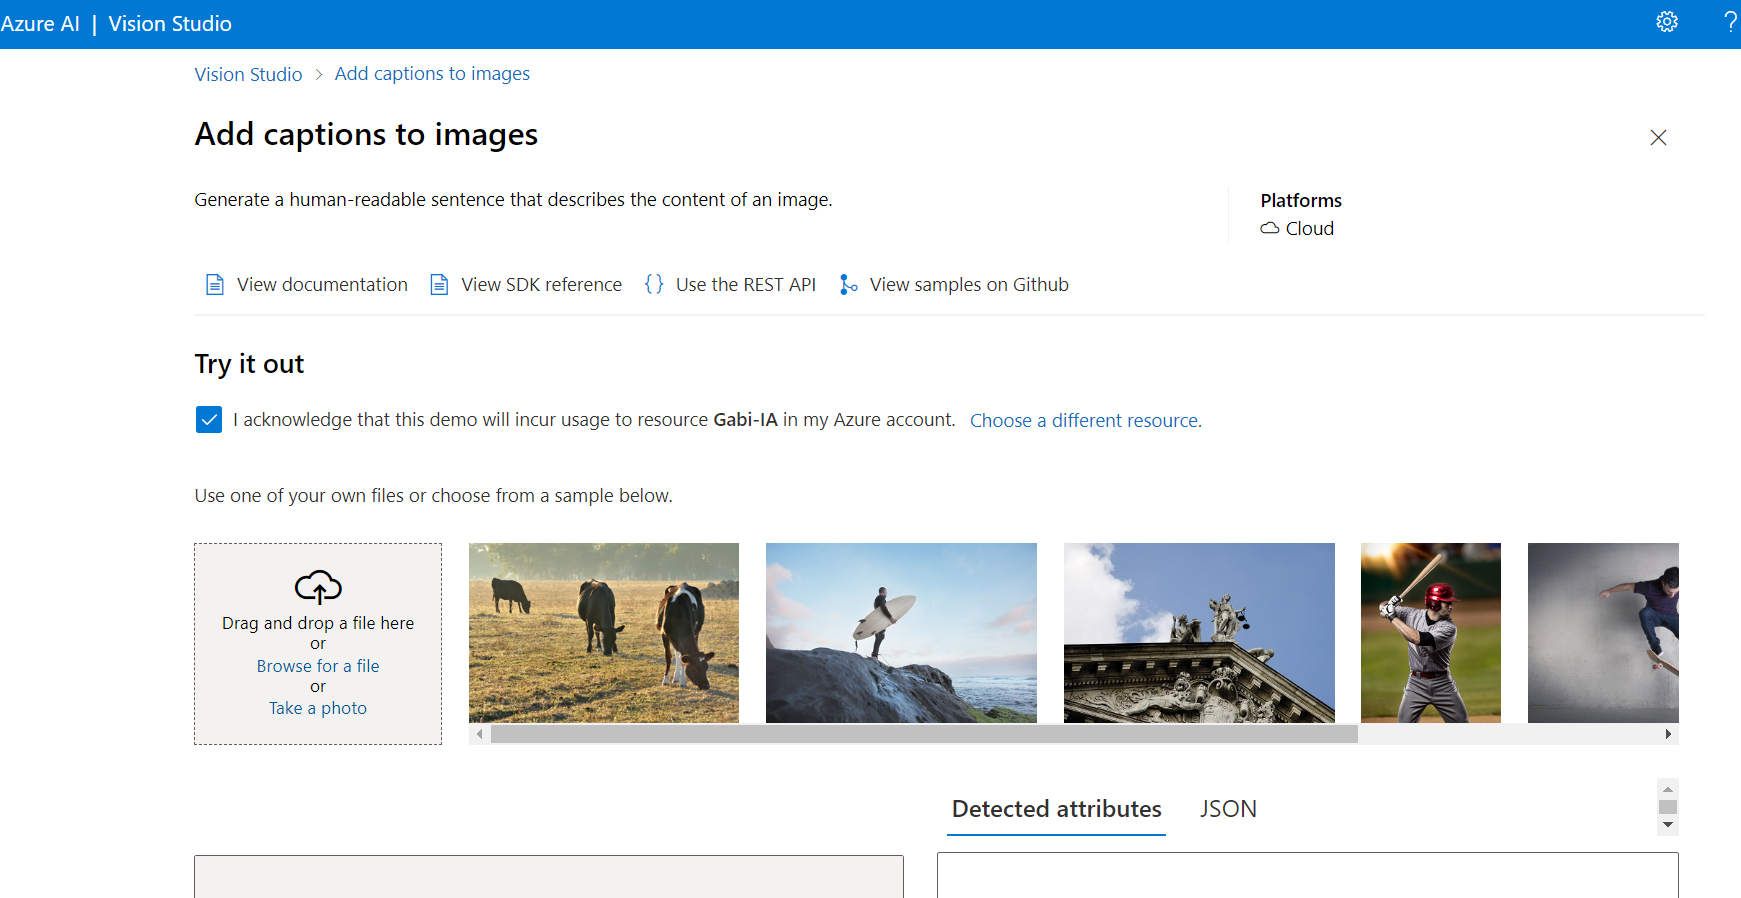 Azure AI | Vision Studio
?
Vision Studio > Add captions to images
Add captions to images
Generate a human-readable sentence that describes the content of an image.
Platforms
Cloud
View documentation
View SDK reference
{} Use the REST API
View samples on Github
Try it out
I acknowledge that this demo will incur usage to resource Gabi-IA in my Azure account. Choose a different resource.
Use one of your own files or choose from a sample below.
Drag and drop a file here
or
Browse for a file
or
Take a photo
Detected attributes
JSON